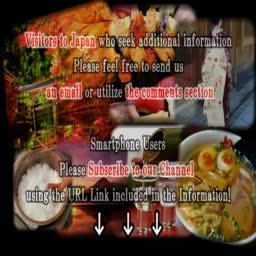 Visitors to Japan who seek additional information
Please feel free to send us
an email or utilize the comments section
Smartphone Users
Please Subscribe to our Channel
using the URL Link included in the Information!
↓ ↓ ↓